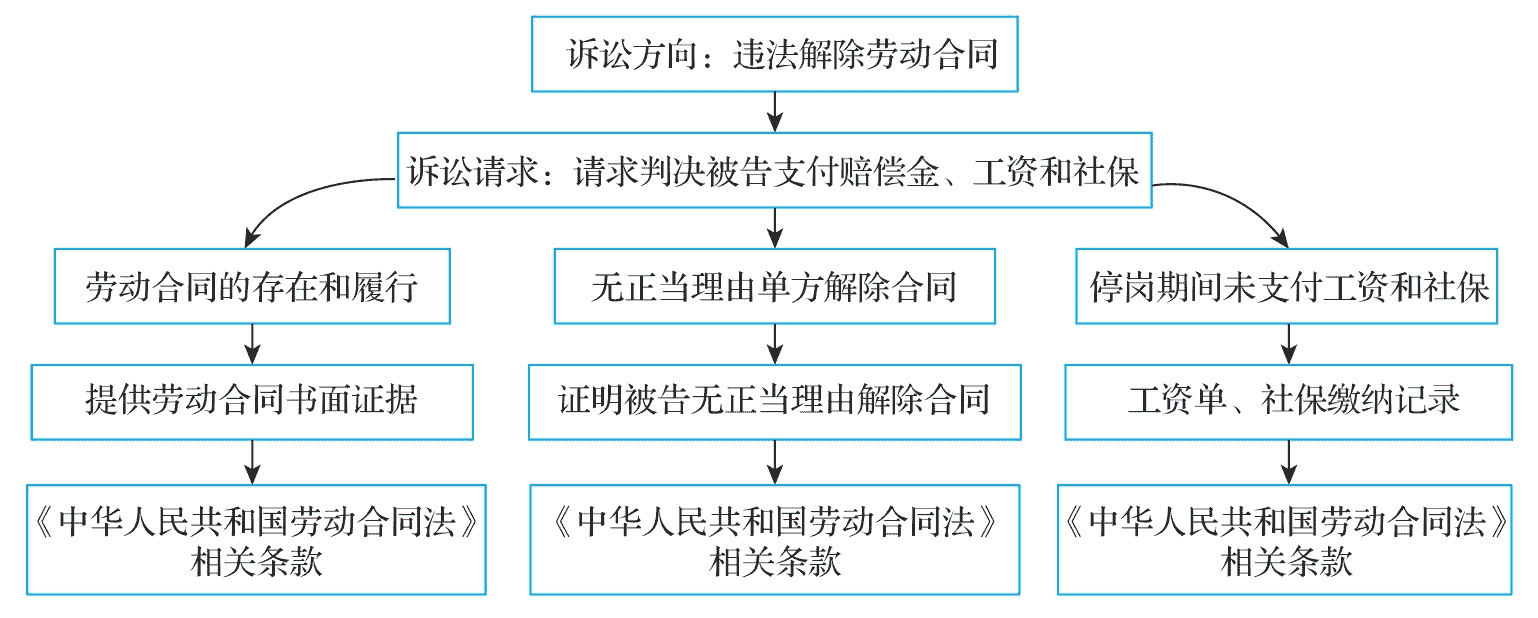 诉讼方向：违法解除劳动合同
诉讼请求：请求判决被告支付赔偿金、工资和社保
劳动合同的存在和履行
无正当理由单方解除合同
停岗期间未支付工资和社保
提供劳动合同书面证据
证明被告无正当理由解除合同
工资单、社保缴纳记录
《中华人民共和国劳动合同法》
相关条款
《中华人民共和国劳动合同法》
相关条款
《中华人民共和国劳动合同法》
相关条款